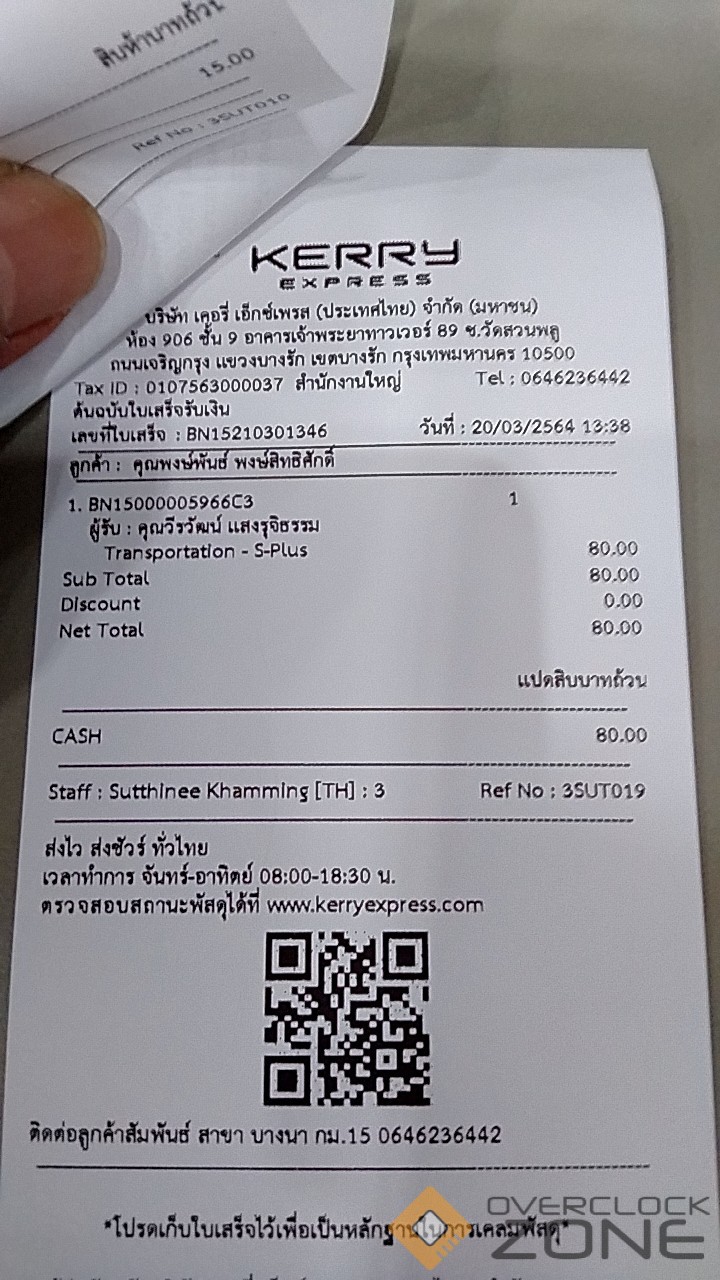 สิบห้าบาทถ้วน
15.00
Ref No : 3SUT010
KERRY
EXPRESS
บริษัท เคอรี่ เอ็กซ์เพรส (ประเทศไทย) จำกัด (มหาชน)
ห้อง 906 ชั้น 9 อาคารเจ้าพระยาทาวเวอร์ 89 ซ.วัดสวนพลู
ถนนเจริญกรุง แขวงบางรัก เขตบางรัก กรุงเทพมหานคร 10500
Tax ID : 0107563000037 สำนักงานใหญ่ Tel : 0646236442
ต้นฉบับใบเสร็จรับเงิน
เลขที่ใบเสร็จ : BN15210301346 วันที่ : 20/03/2564 13:38
ลูกค้า : คุณพงษ์พันธ์ พงษ์สิทธิศักดิ์
1. BN15000005966C3 1
ผู้รับ : คุณวีรวัฒน์ แสงรุจิธรรม
Transportation - S-Plus 80.00
Sub Total 80.00
Discount 0.00
Net Total 80.00
แปดสิบบาทถ้วน
CASH 80.00
Staff : Sutthinee Khamming [TH] : 3 Ref No : 3SUT019
ส่งไว ส่งชัวร์ ทั่วไทย
เวลาทำการ จันทร์-อาทิตย์ 08:00-18:30 น.
ตรวจสอบสถานะพัสดุได้ที่ www.kerryexpress.com
ติดต่อลูกค้าสัมพันธ์ สาขา บางนา กม.15 0646236442
*โปรดเก็บใบเสร็จไว้เพื่อเป็นหลักฐานในการเคลมพัสดุ*
OVERCLOCK
ZONE